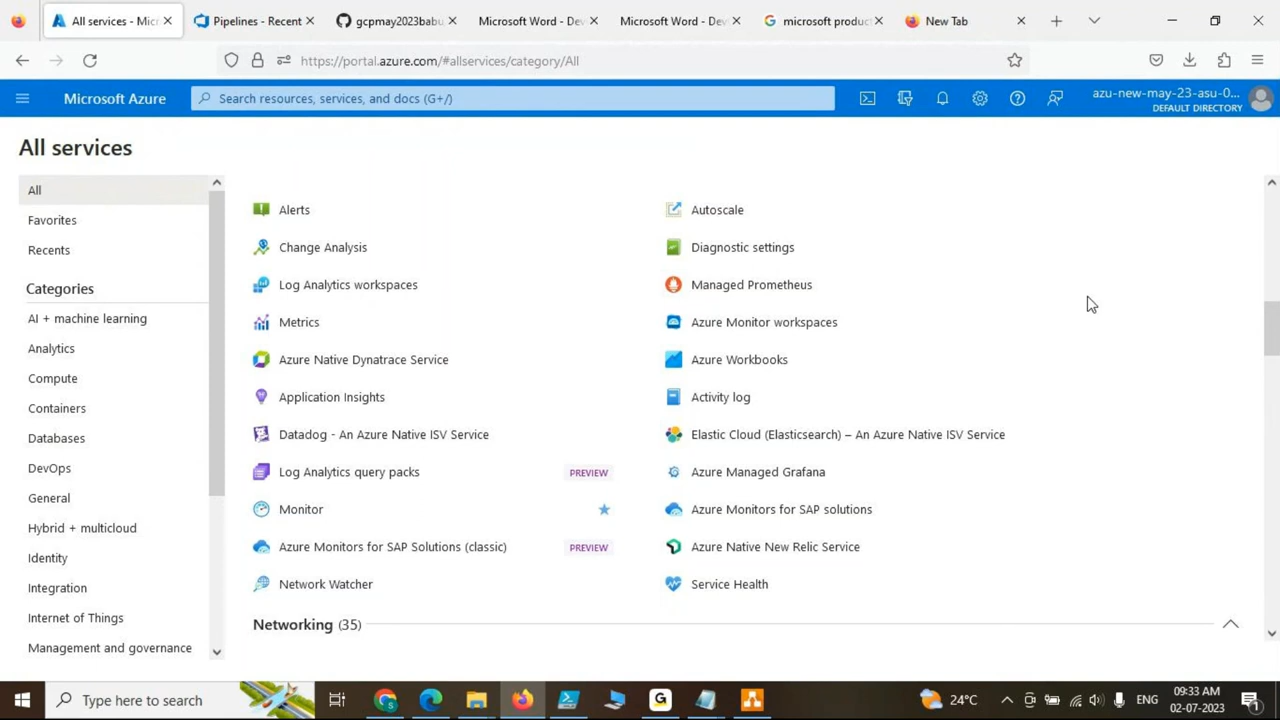 All services - Micr
Pipelines - Recent
gcpmay2023babu
Microsoft Word - Dev
Microsoft Word - Dev
microsoft product
New Tab
https://portal.azure.com/#allservices/category/All
Microsoft Azure
Search resources, services, and docs (G+/)
azu-new-may-23-asu-0...
DEFAULT DIRECTORY
All services
All
Favorites
Recents
Categories
AI + machine learning
Analytics
Compute
Containers
Databases
DevOps
General
Hybrid + multicloud
Identity
Integration
Internet of Things
Management and governance
Alerts
Autoscale
Change Analysis
Diagnostic settings
Log Analytics workspaces
Managed Prometheus
Metrics
Azure Monitor workspaces
Azure Native Dynatrace Service
Azure Workbooks
Application Insights
Activity log
Datadog - An Azure Native ISV Service
Elastic Cloud (Elasticsearch) – An Azure Native ISV Service
Log Analytics query packs PREVIEW
Azure Managed Grafana
Monitor
Azure Monitors for SAP solutions
Azure Monitors for SAP Solutions (classic) PREVIEW
Azure Native New Relic Service
Network Watcher
Service Health
Networking (35)
Type here to search
24°C
ENG
09:33 AM
02-07-2023
1